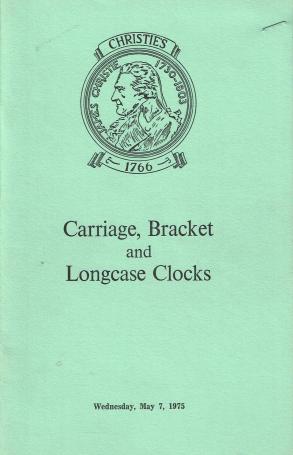 CHRISTIE'S
JAMES CHRISTIE 1730-1803
1766
Carriage, Bracket
and
Longcase Clocks
Wednesday, May 7, 1975